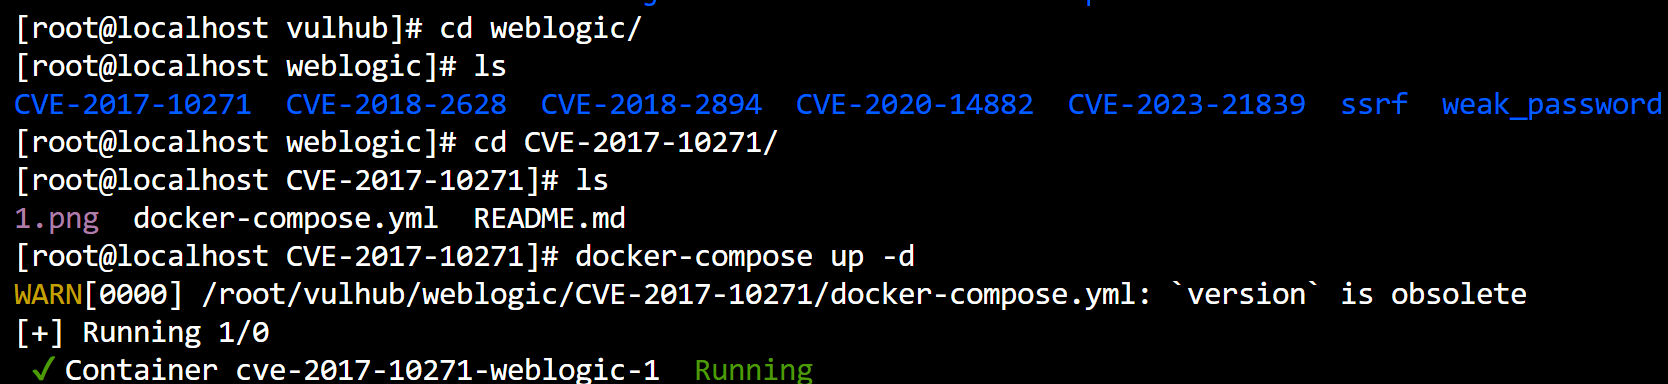 [root@localhost vulhub]# cd weblogic/
[root@localhost weblogic]# ls
CVE-2017-10271  CVE-2018-2628  CVE-2018-2894  CVE-2020-14882  CVE-2023-21839  ssrf  weak_password
[root@localhost weblogic]# cd CVE-2017-10271/
[root@localhost CVE-2017-10271]# ls
1.png  docker-compose.yml  README.md
[root@localhost CVE-2017-10271]# docker-compose up -d
WARN[0000] /root/vulhub/weblogic/CVE-2017-10271/docker-compose.yml: `version` is obsolete
[+] Running 1/0
✓ Container cve-2017-10271-weblogic-1  Running